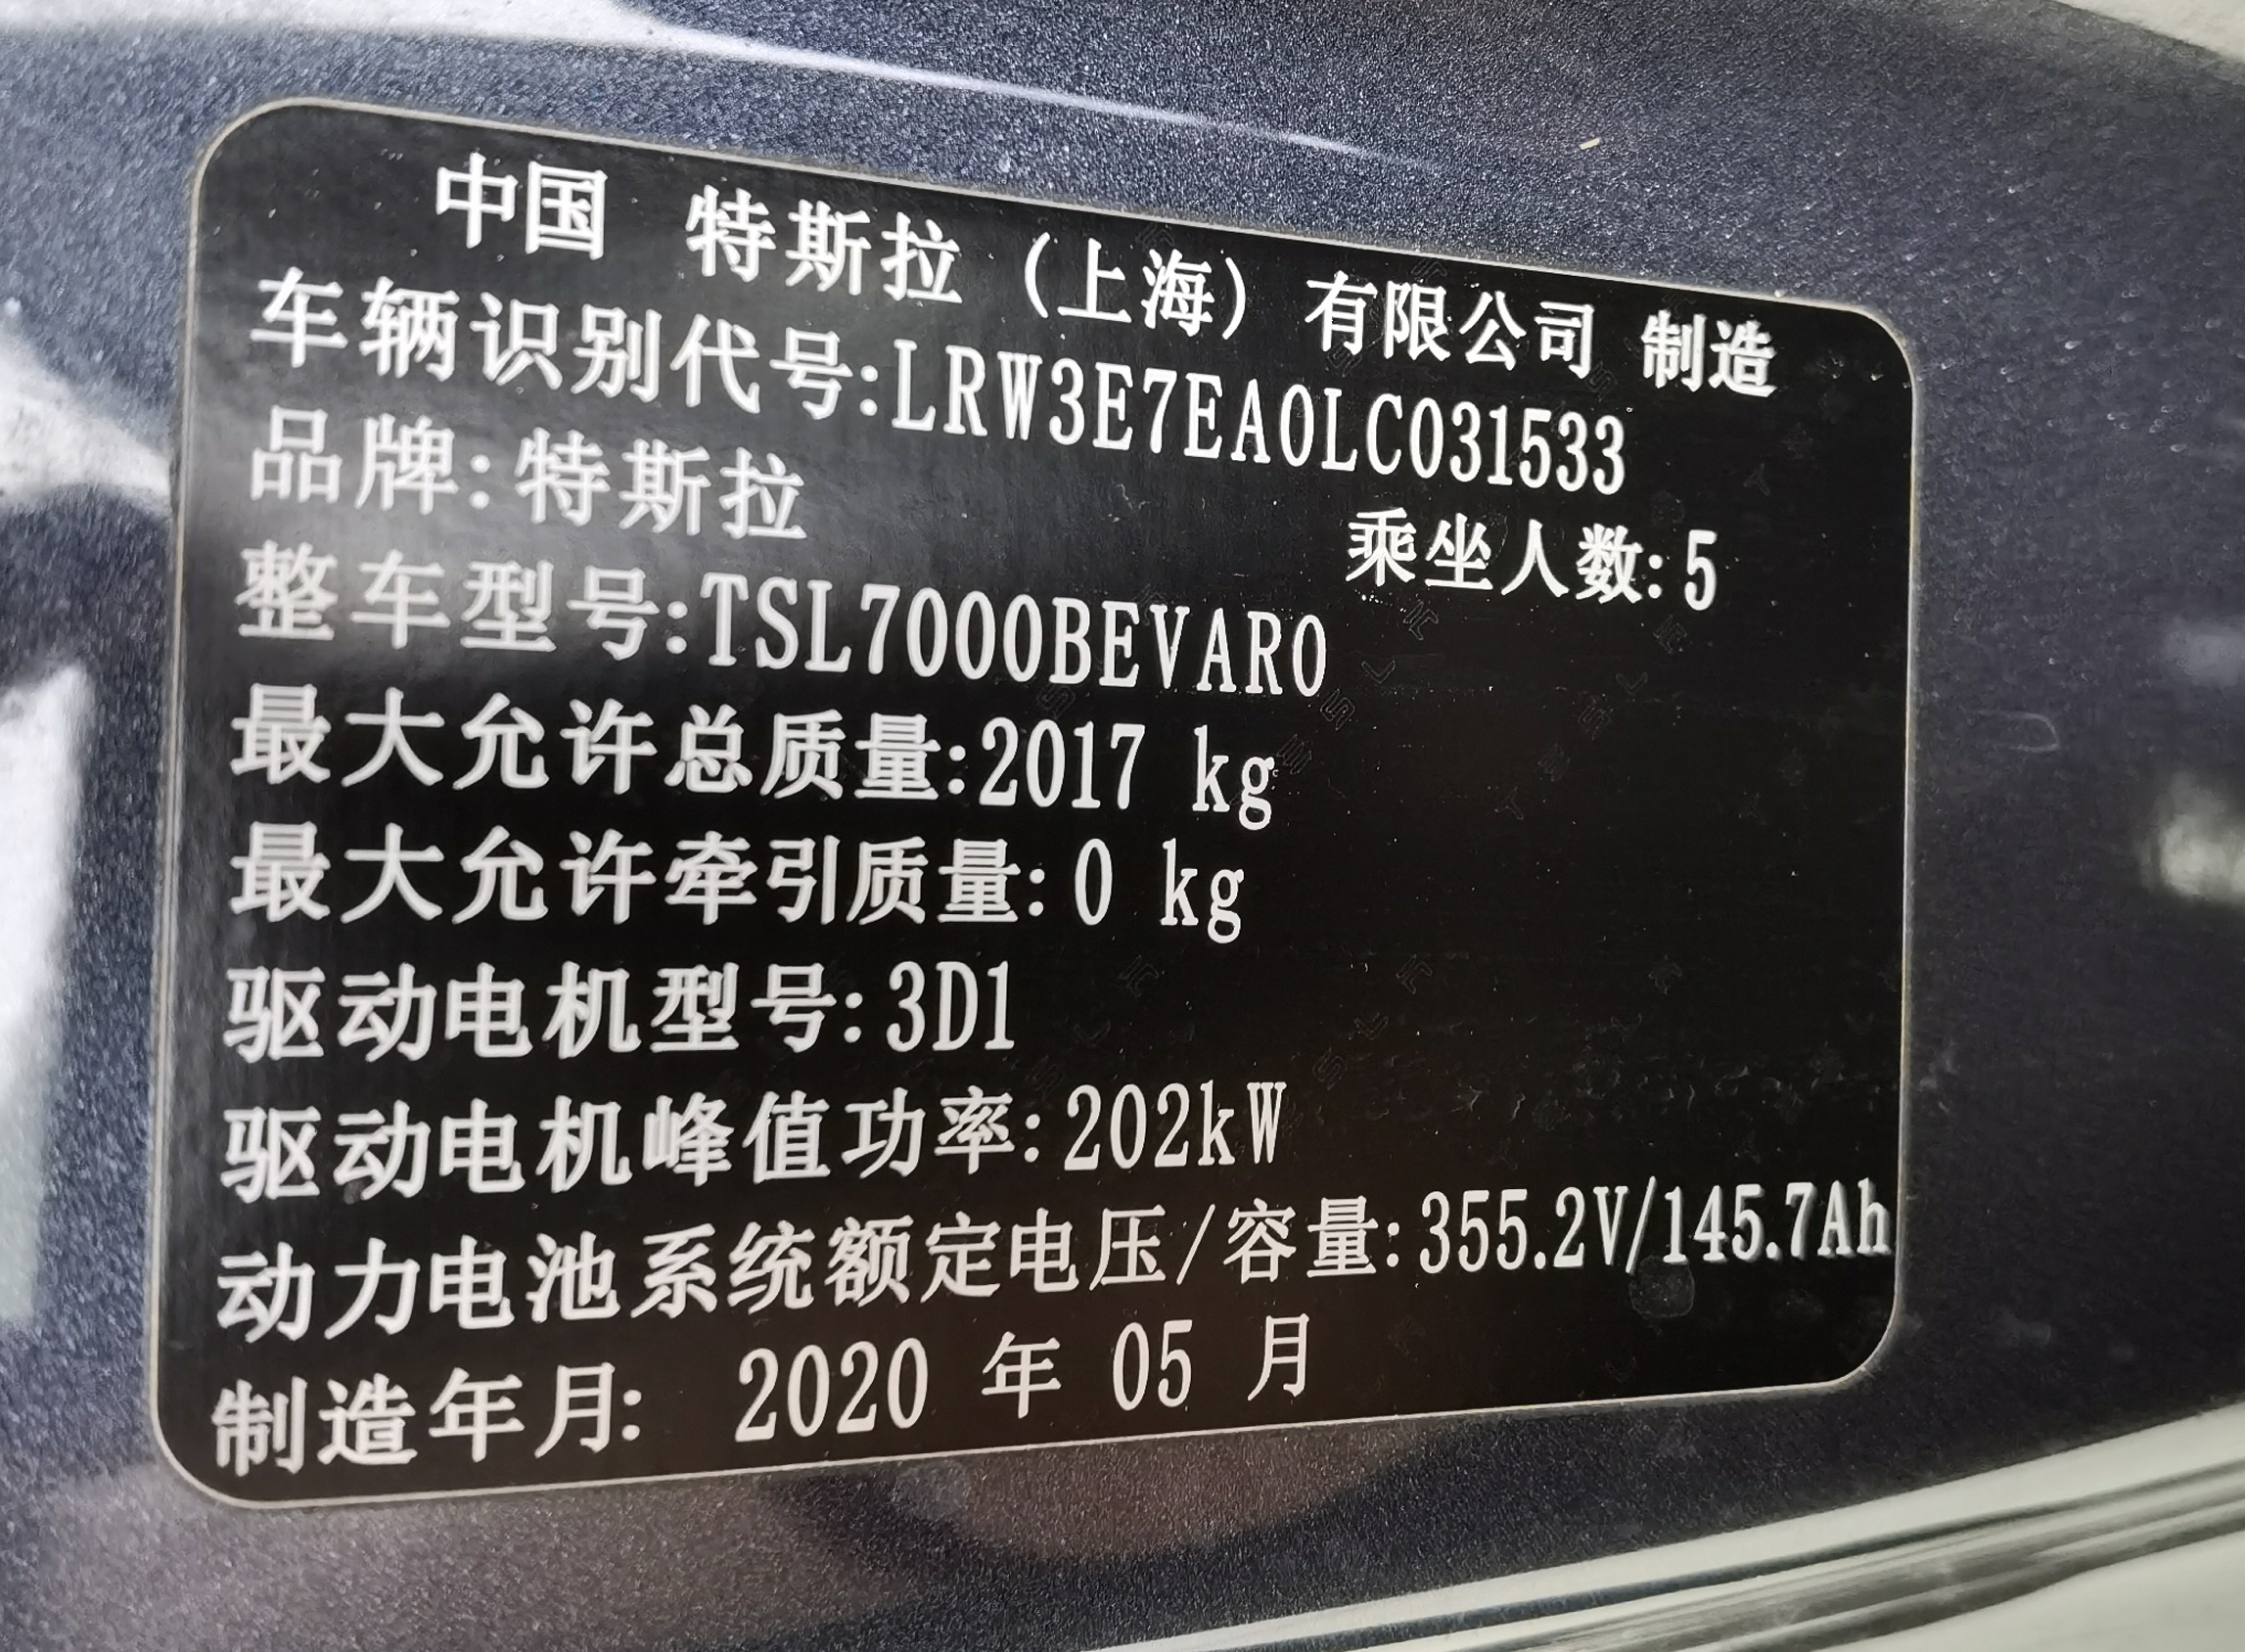 中国 特斯拉（上海）有限公司 制造
车辆识别代号:LRW3E7EA0LC031533
品牌:特斯拉 乘坐人数:5
整车型号:TSL7000BEVAR0
最大允许总质量:2017 kg
最大允许牵引质量:0 kg
驱动电机型号:3D1
驱动电机峰值功率:202kW
动力电池系统额定电压/容量:355.2V/145.7Ah
制造年月: 2020 年 05 月